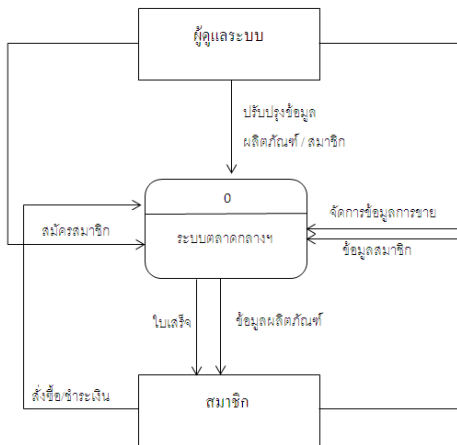 ผู้ดูแลระบบ
ปรับปรุงข้อมูล
ผลิตภัณฑ์ / สมาชิก
0
จัดการข้อมูลการขาย
สมัครสมาชิก
ระบบตลาดกลางฯ
ข้อมูลสมาชิก
ใบเสร็จ
ข้อมูลผลิตภัณฑ์
สั่งซื้อ/ชำระเงิน
สมาชิก